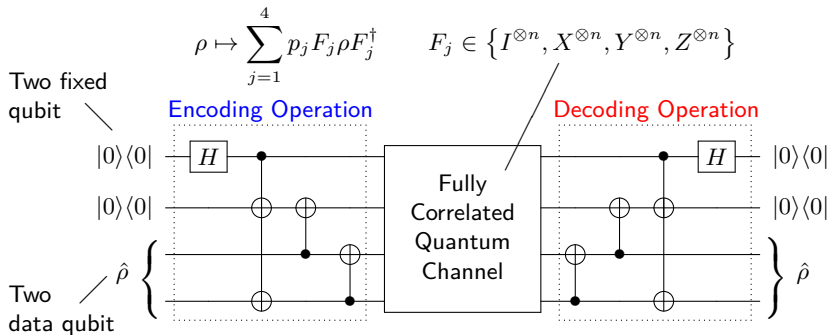 ρ ↦ ∑_{j=1}^{4} p_j F_j ρ F_j^† F_j ∈ {I^{⊗n}, X^{⊗n}, Y^{⊗n}, Z^{⊗n}}
Two fixed
qubit
Encoding Operation
Decoding Operation
|0⟩⟨0| H
H |0⟩⟨0|
|0⟩⟨0|
|0⟩⟨0|
Fully
Correlated
Quantum
Channel
ρ̂
ρ̂
Two
data qubit